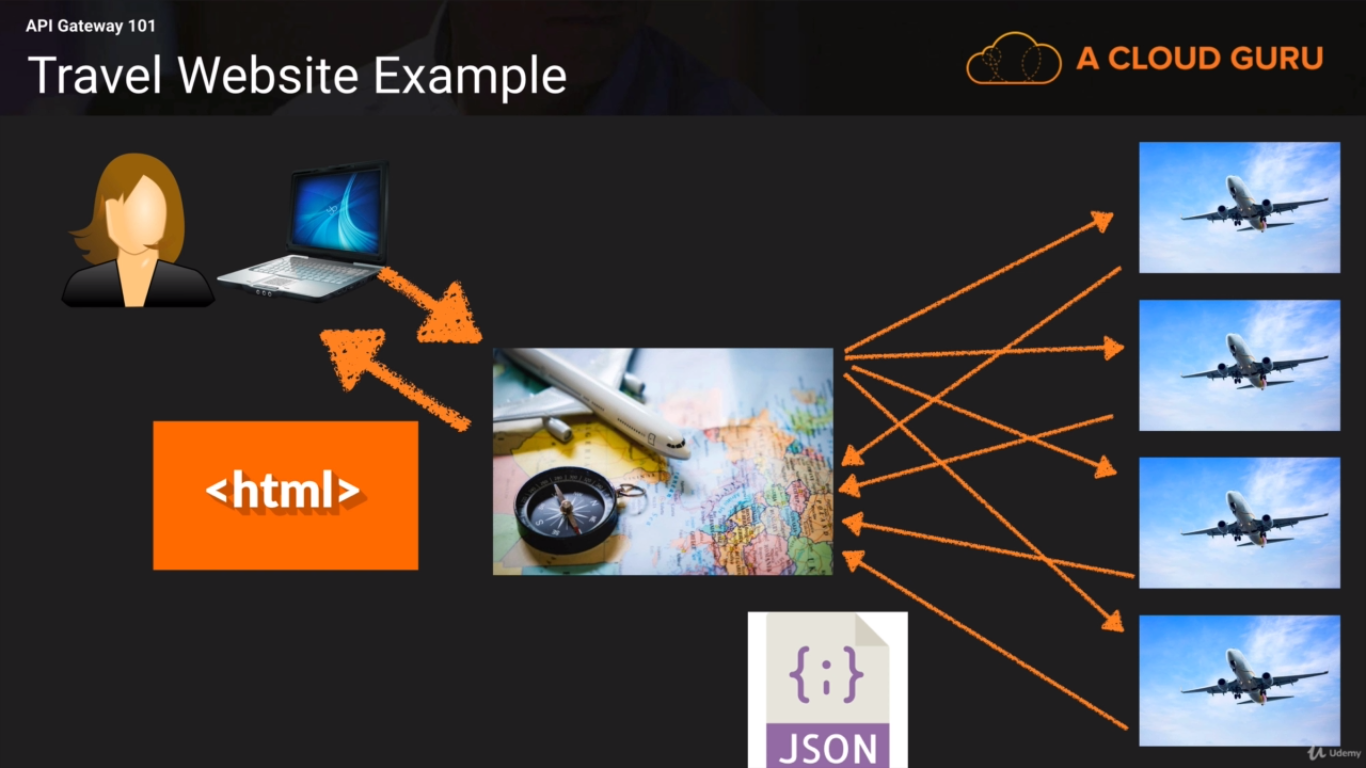 API Gateway 101
Travel Website Example
A CLOUD GURU
<html>
{;}
JSON
Udemy